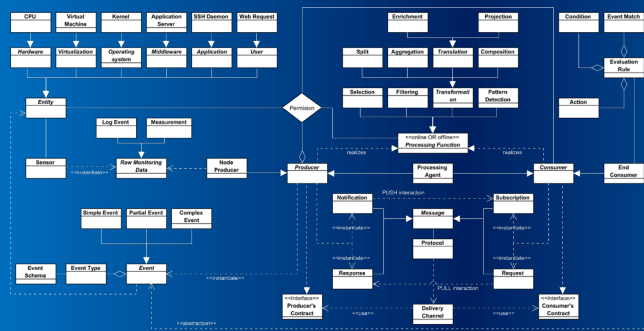 CPU
Virtual
Machine
Kernel
Application
Server
SSH Daemon
Web Request
Enrichment
Projection
Condition
Event Match
Hardware
Virtualization
Operating
system
Middleware
Application
User
Split
Aggregation
Translation
Composition
Evaluation
Rule
Selection
Filtering
Transformati
on
Pattern
Detection
Action
Entity
Permision
Log Event
Measurement
<<online OR offline>>
Processing Function
realizes
realizes
Sensor
<<instantiate>>
Raw Monitoring
Data
Node
Producer
Producer
Processing
Agent
Consumer
End
Consumer
Notification
PUSH interaction
Subscription
Simple Event
Partial Event
Complex
Event
Message
<<instantiate>>
<<instantiate>>
Protocol
Event
Schema
Event Type
Event
<<instantiate>>
Response
Request
PULL interaction
<<Interface>>
Producer's
Contract
<<use>>
Delivery
Channel
<<use>>
<<Interface>>
Consumer's
Contract
<<abstraction>>